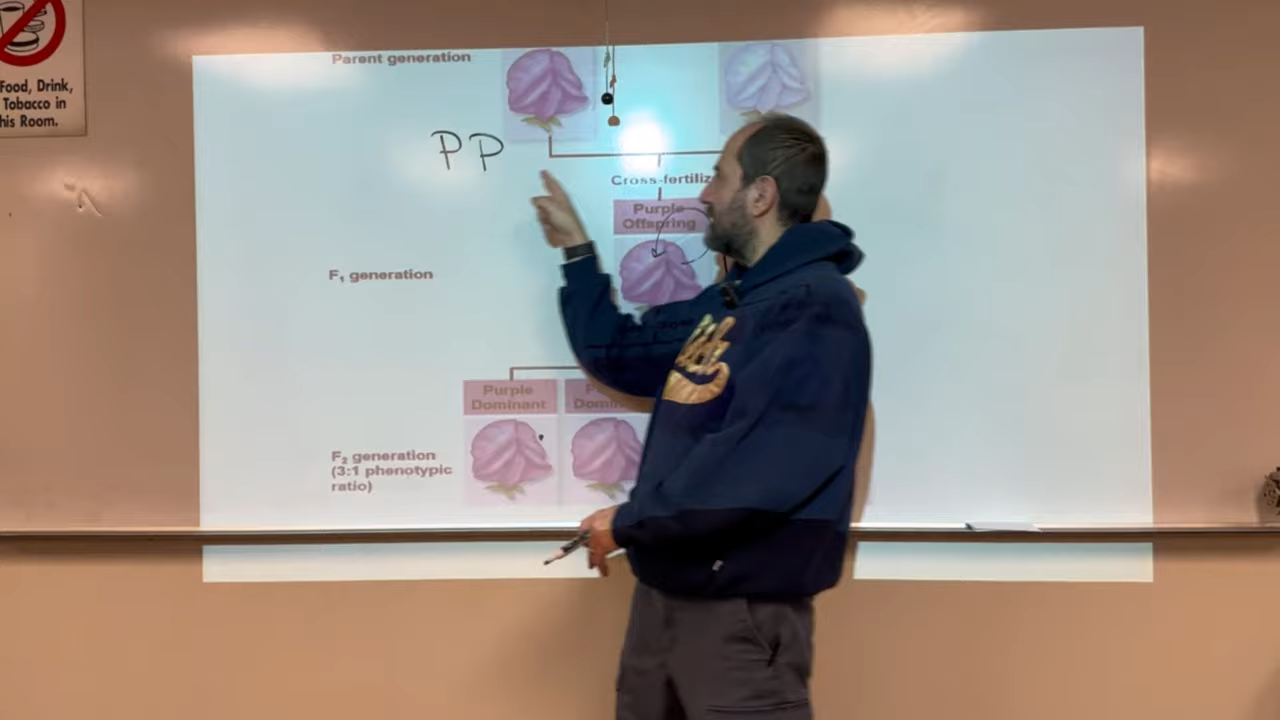 Food, Drink,
Tobacco in
his Room.
Parent generation
PP
Cross-fertiliz
Purple
Offspring
F₁ generation
Purple
Dominant
P
Domin
F₂ generation
(3:1 phenotypic
ratio)